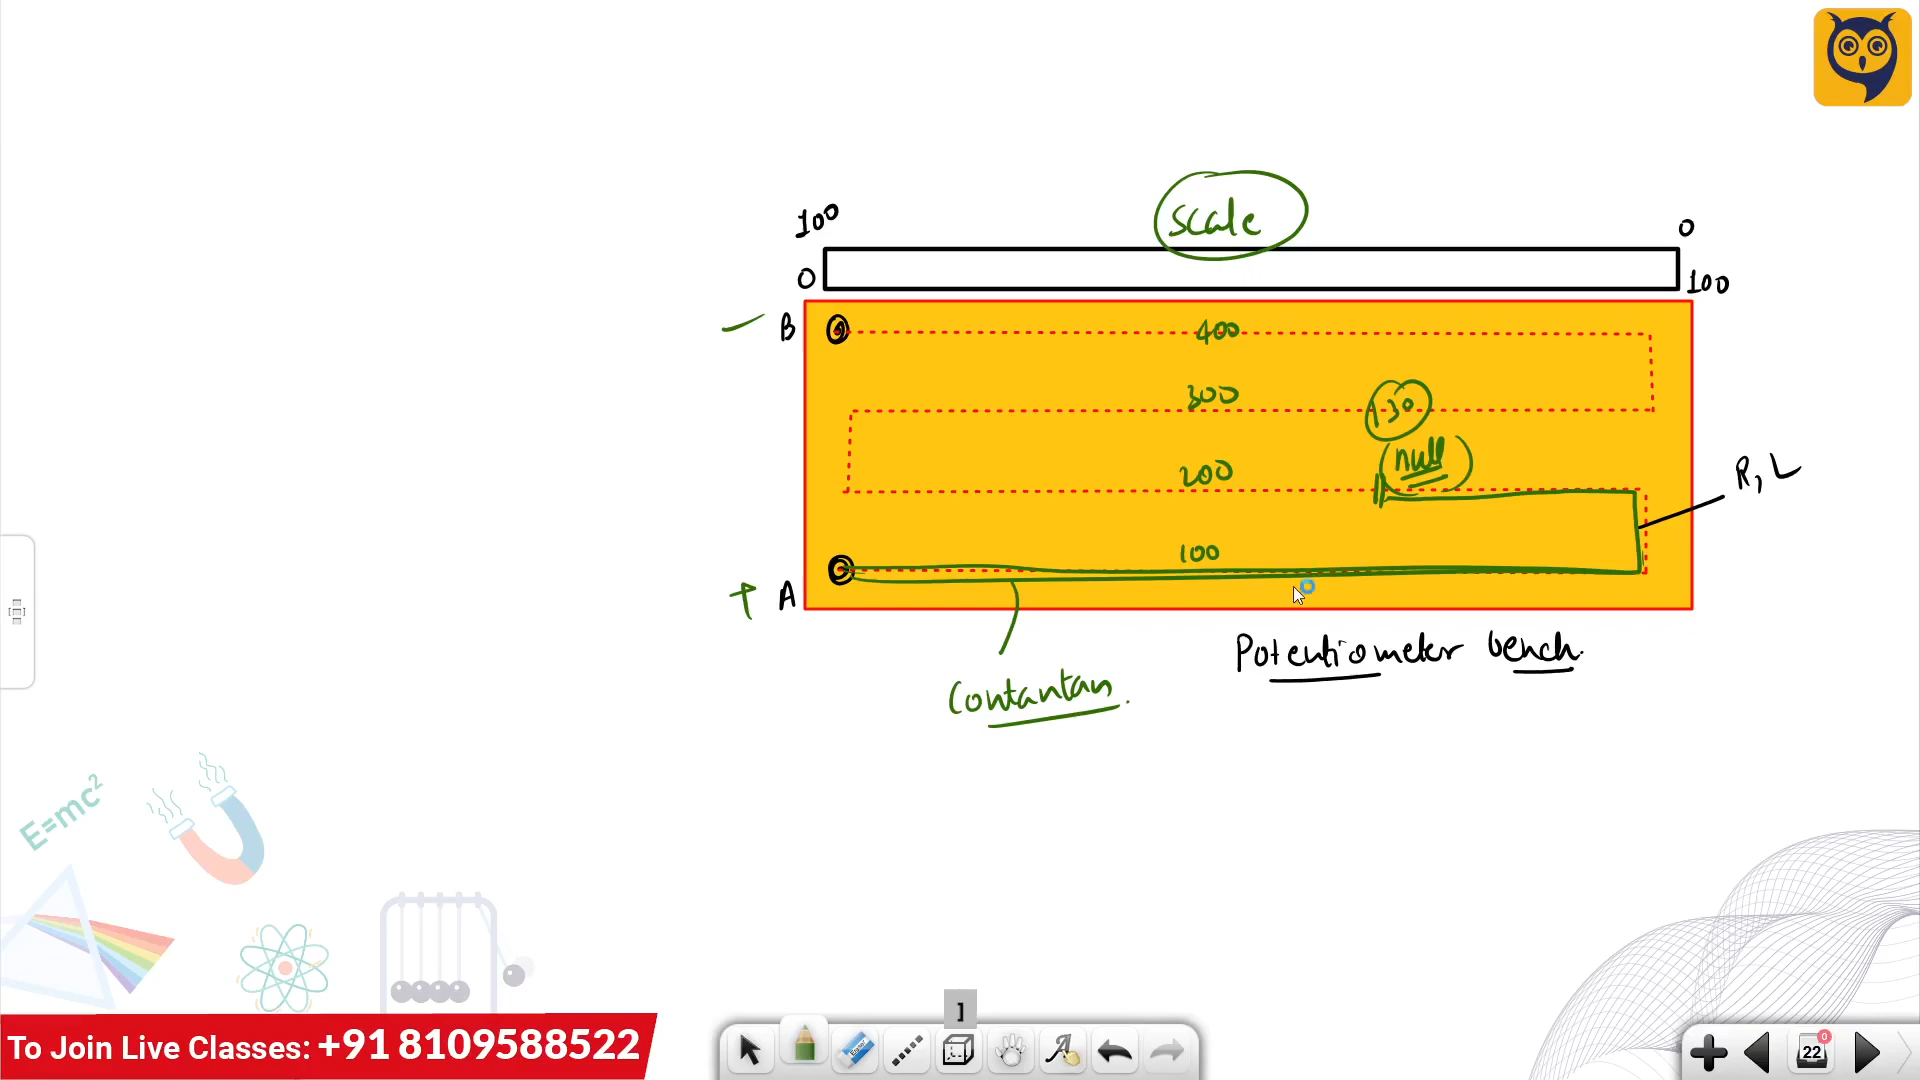 scale
100 0
0 100
B 400
300
130
null
200
R, L
100
+ A
Potentiometer bench.
Contantan.
E=mc²
]
To Join Live Classes: +91 8109588522
0
22
Eraser
A